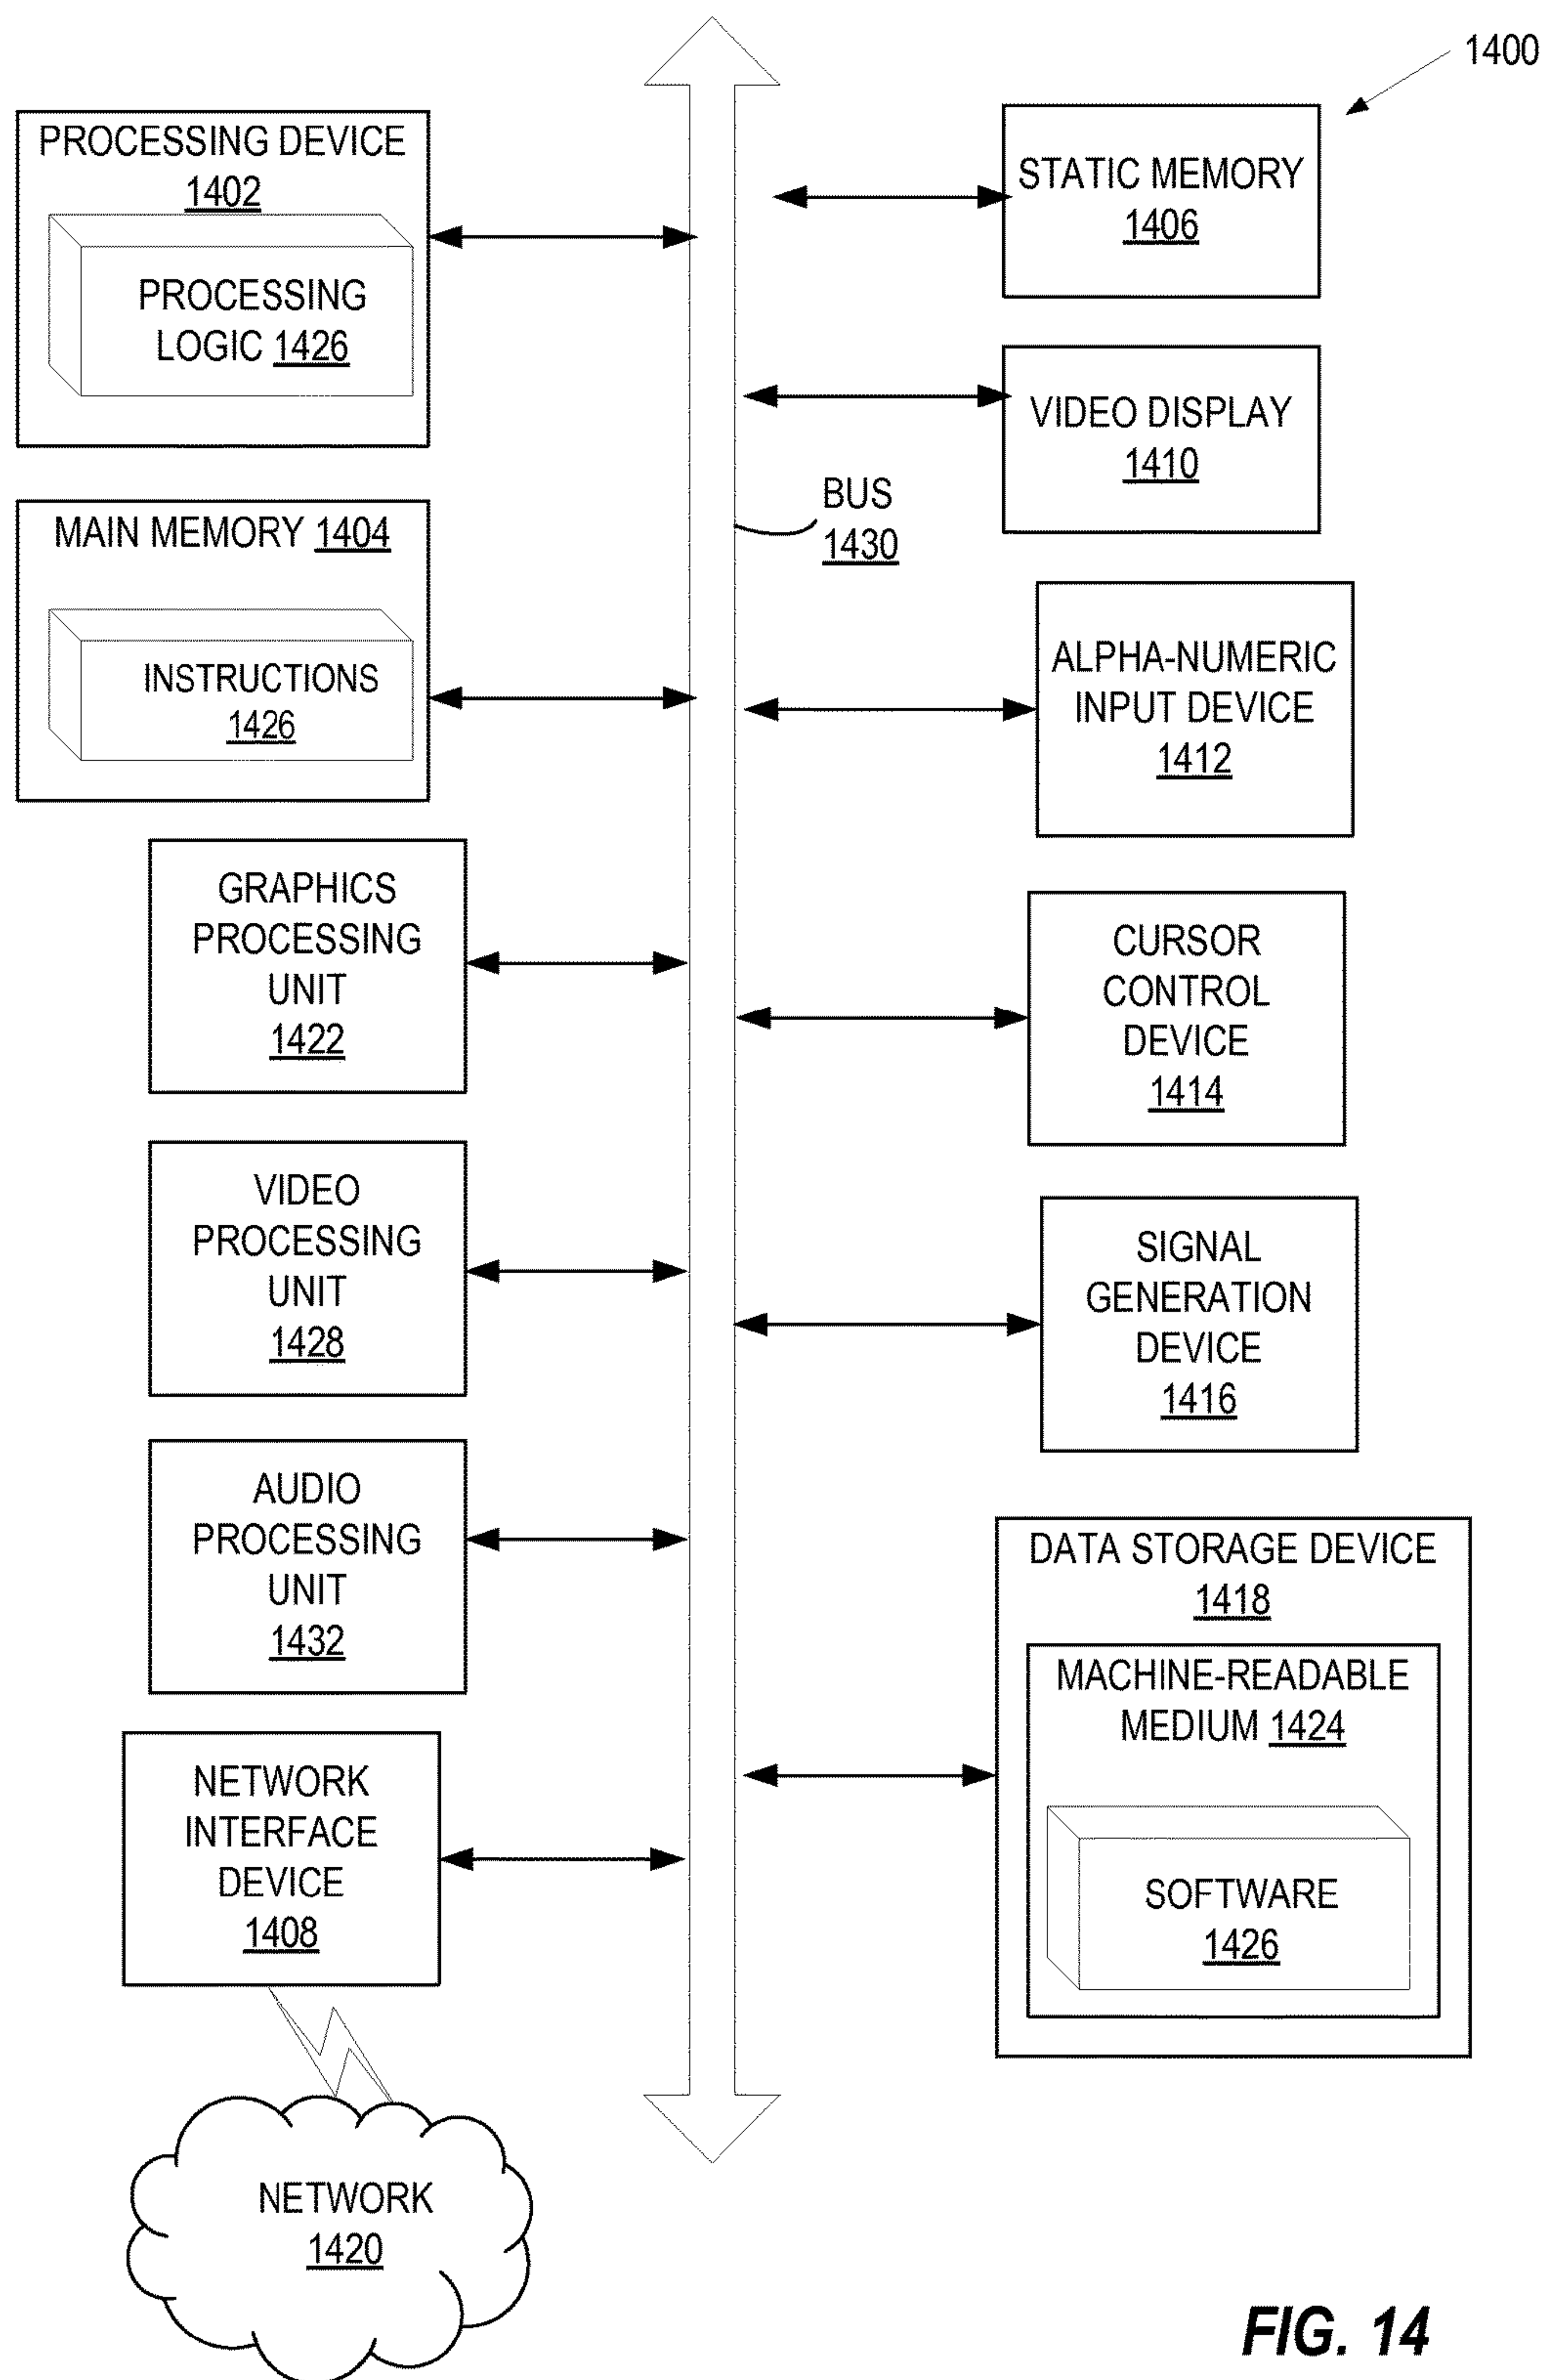 1400
PROCESSING DEVICE
1402
PROCESSING
LOGIC 1426
MAIN MEMORY 1404
INSTRUCTIONS
1426
GRAPHICS
PROCESSING
UNIT
1422
VIDEO
PROCESSING
UNIT
1428
AUDIO
PROCESSING
UNIT
1432
NETWORK
INTERFACE
DEVICE
1408
NETWORK
1420
BUS
1430
STATIC MEMORY
1406
VIDEO DISPLAY
1410
ALPHA-NUMERIC
INPUT DEVICE
1412
CURSOR
CONTROL
DEVICE
1414
SIGNAL
GENERATION
DEVICE
1416
DATA STORAGE DEVICE
1418
MACHINE-READABLE
MEDIUM 1424
SOFTWARE
1426
FIG. 14